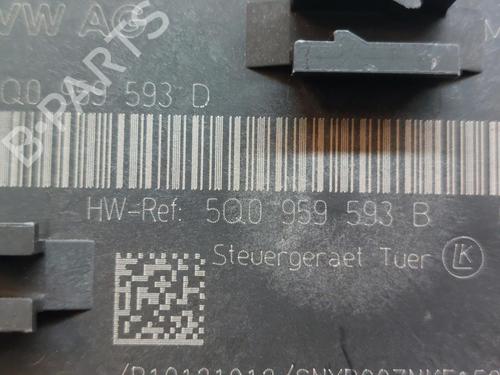 VW AG
5Q0 959 593 D
HW-Ref: 5Q0 959 593 B
Steuergeraet Tuer LK
B-PARTS